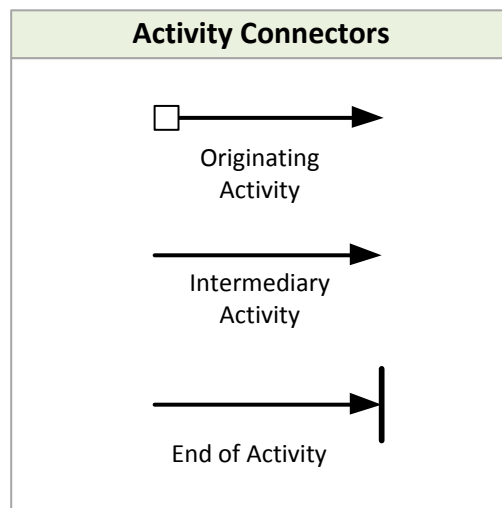 Activity Connectors
Originating
Activity
Intermediary
Activity
End of Activity